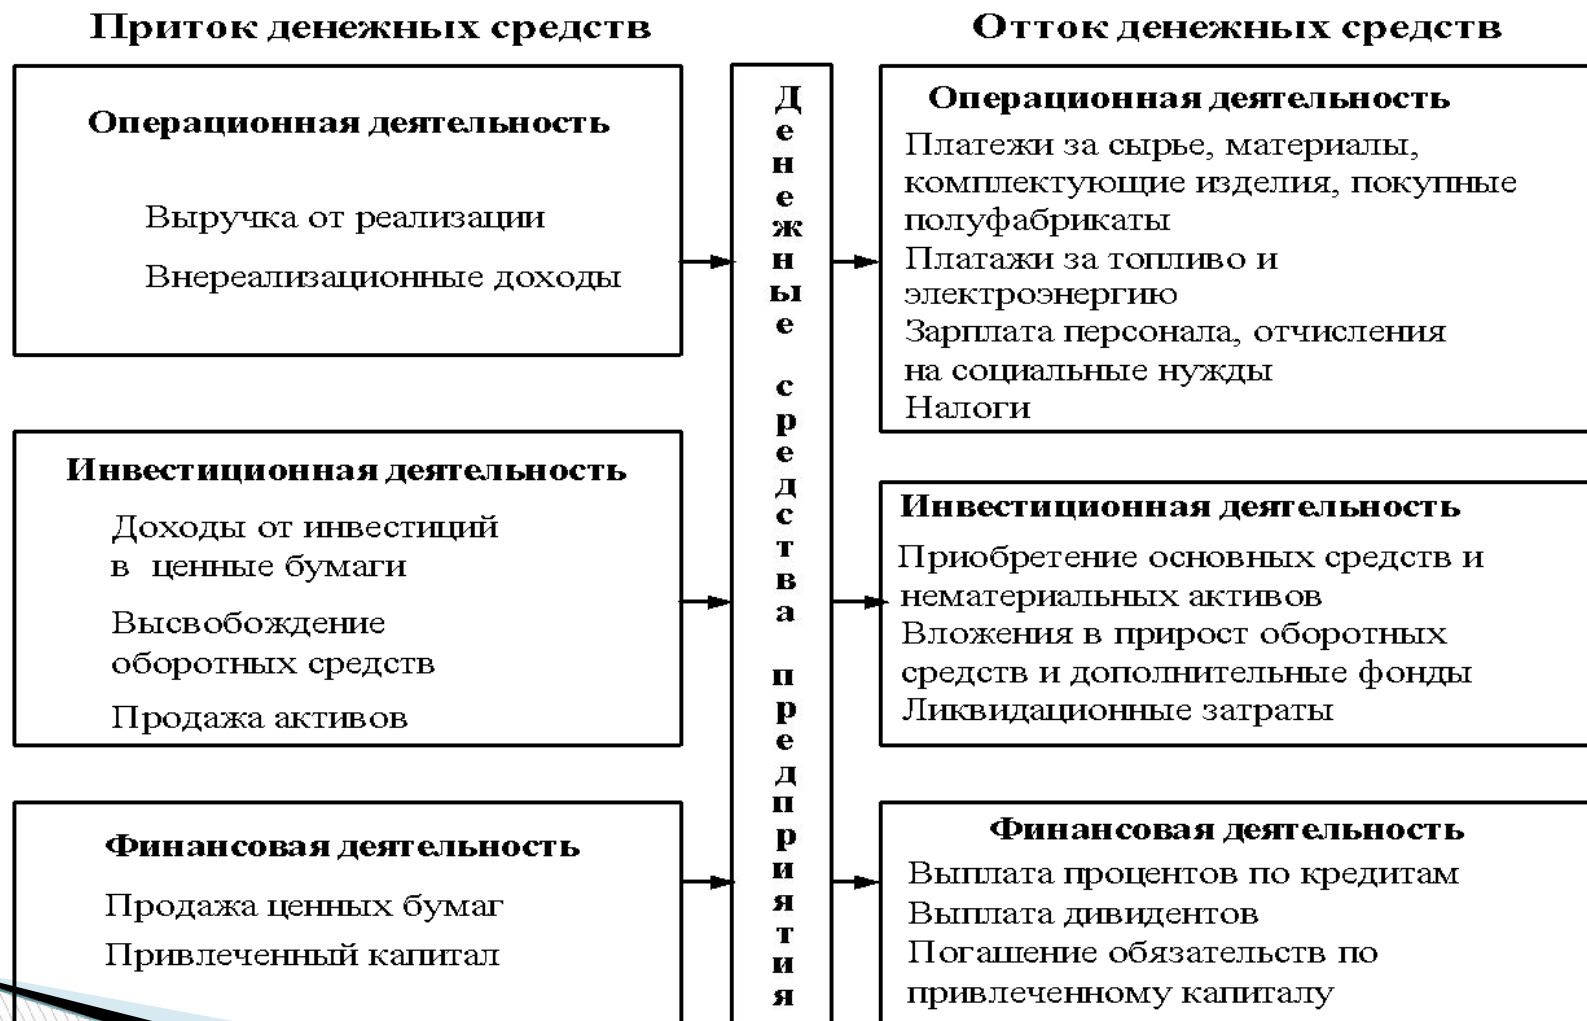 Приток денежных средств
Операционная деятельность
Выручка от реализации
Внереализационные доходы
Инвестиционная деятельность
Доходы от инвестиций
в ценные бумаги
Высвобождение
оборотных средств
Продажа активов
Финансовая деятельность
Продажа ценных бумаг
Привлеченный капитал
Денежные средства предприятия
Отток денежных средств
Операционная деятельность
Платежи за сырье, материалы,
комплектующие изделия, покупные
полуфабрикаты
Платажи за топливо и
электроэнергию
Зарплата персонала, отчисления
на социальные нужды
Налоги
Инвестиционная деятельность
Приобретение основных средств и
нематериальных активов
Вложения в прирост оборотных
средств и дополнительные фонды
Ликвидационные затраты
Финансовая деятельность
Выплата процентов по кредитам
Выплата дивидентов
Погашение обязательств по
привлеченному капиталу